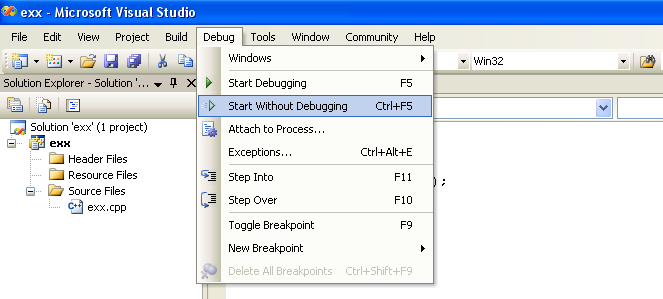 exx - Microsoft Visual Studio
File Edit View Project Build Debug Tools Window Community Help
Win32
Solution Explorer - Solution '...
Windows
Start Debugging F5
Start Without Debugging Ctrl+F5
Attach to Process...
Exceptions... Ctrl+Alt+E
Step Into F11
Step Over F10
Toggle Breakpoint F9
New Breakpoint
Delete All Breakpoints Ctrl+Shift+F9
Solution 'exx' (1 project)
exx
Header Files
Resource Files
Source Files
exx.cpp
);